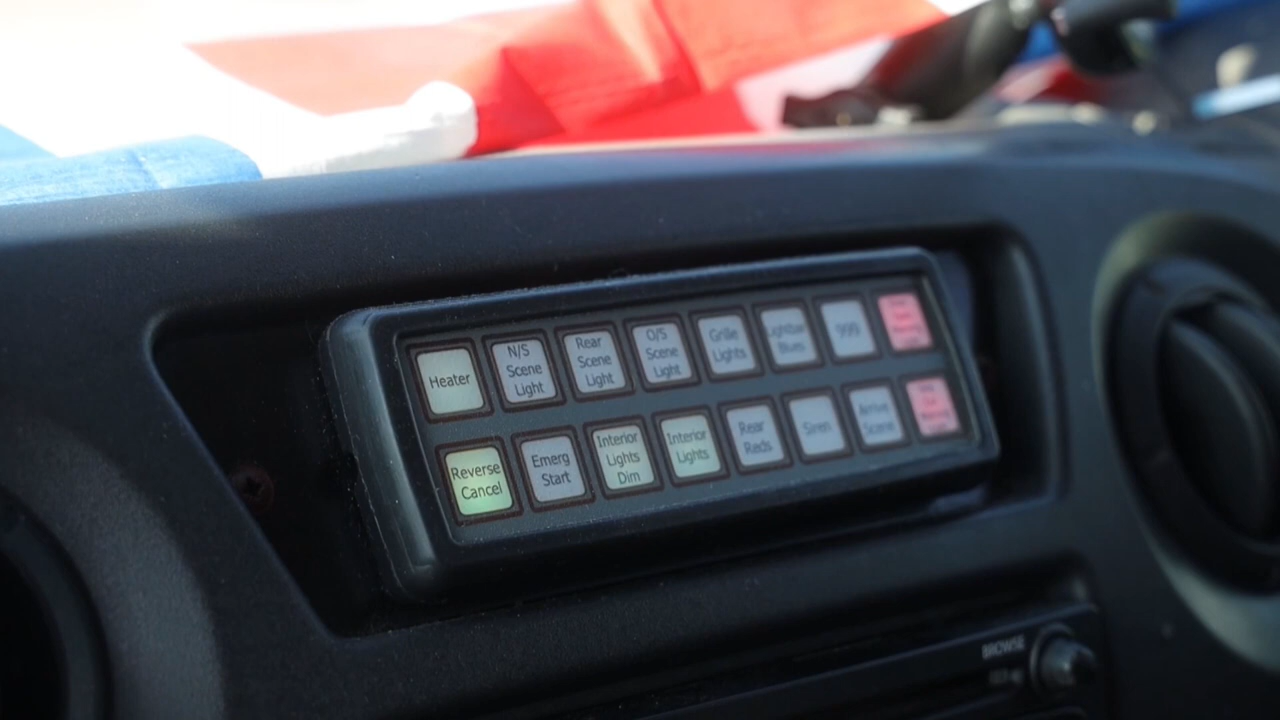 Heater
N/S
Scene
Light
Rear
Scene
Light
O/S
Scene
Light
Grille
Lights
Lightbar
Blues
999
Reverse
Cancel
Emerg
Start
Interior
Lights
Dim
Interior
Lights
Rear
Reds
Siren
Arrive
Scene
BROWSE